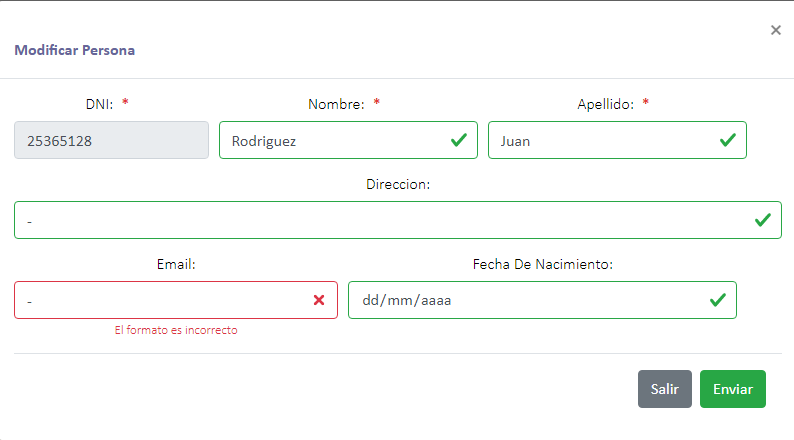 ×
Modificar Persona
DNI: * Nombre: * Apellido: *
25365128 Rodriguez Juan
Direccion:
-
Email: Fecha De Nacimiento:
- dd/mm/aaaa
El formato es incorrecto
Salir Enviar